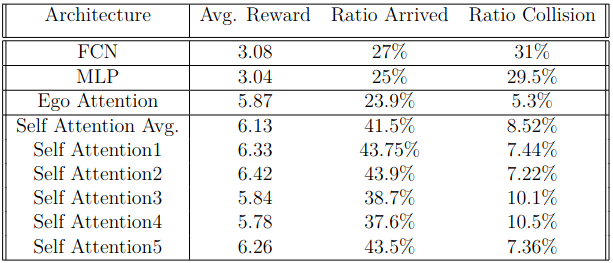 Architecture Avg. Reward Ratio Arrived Ratio Collision
FCN 3.08 27% 31%
MLP 3.04 25% 29.5%
Ego Attention 5.87 23.9% 5.3%
Self Attention Avg. 6.13 41.5% 8.52%
Self Attention1 6.33 43.75% 7.44%
Self Attention2 6.42 43.9% 7.22%
Self Attention3 5.84 38.7% 10.1%
Self Attention4 5.78 37.6% 10.5%
Self Attention5 6.26 43.5% 7.36%